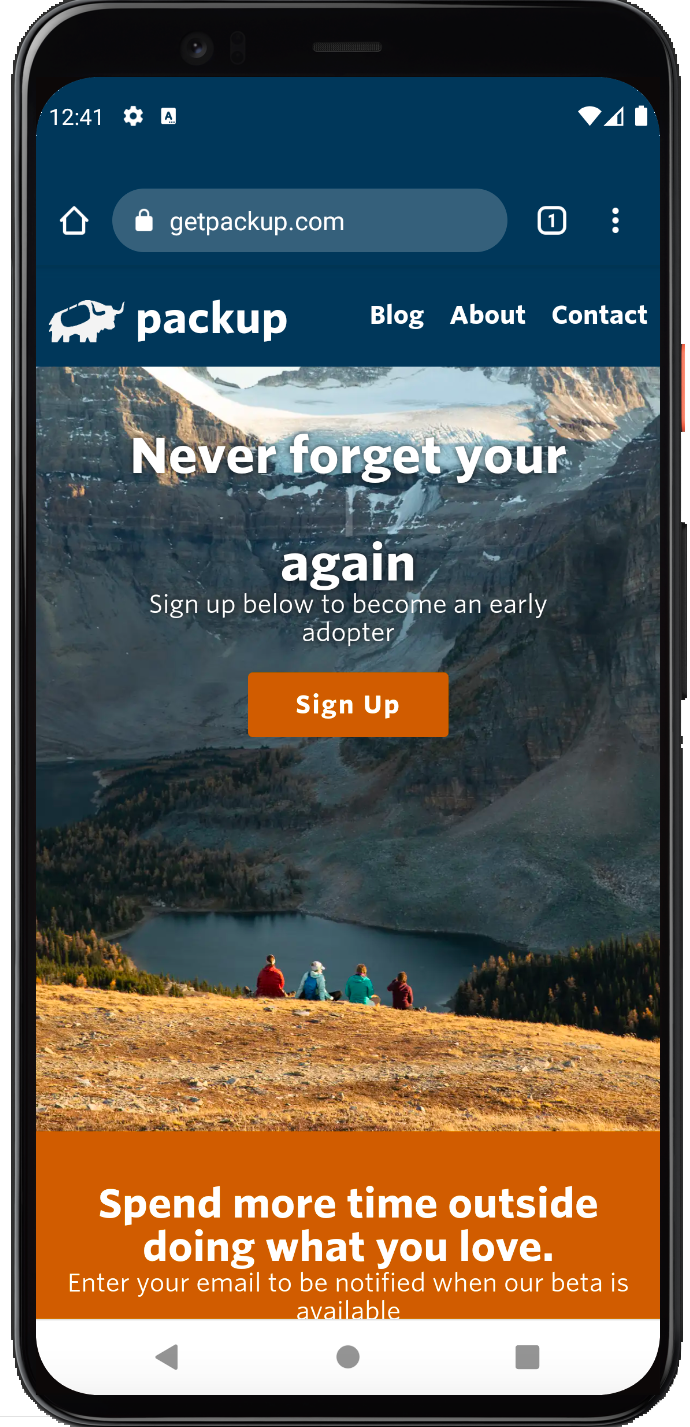 12:41
A
getpackup.com
1
packup
Blog About Contact
Never forget your
again
Sign up below to become an early
adopter
Sign Up
Spend more time outside
doing what you love.
Enter your email to be notified when our beta is
available